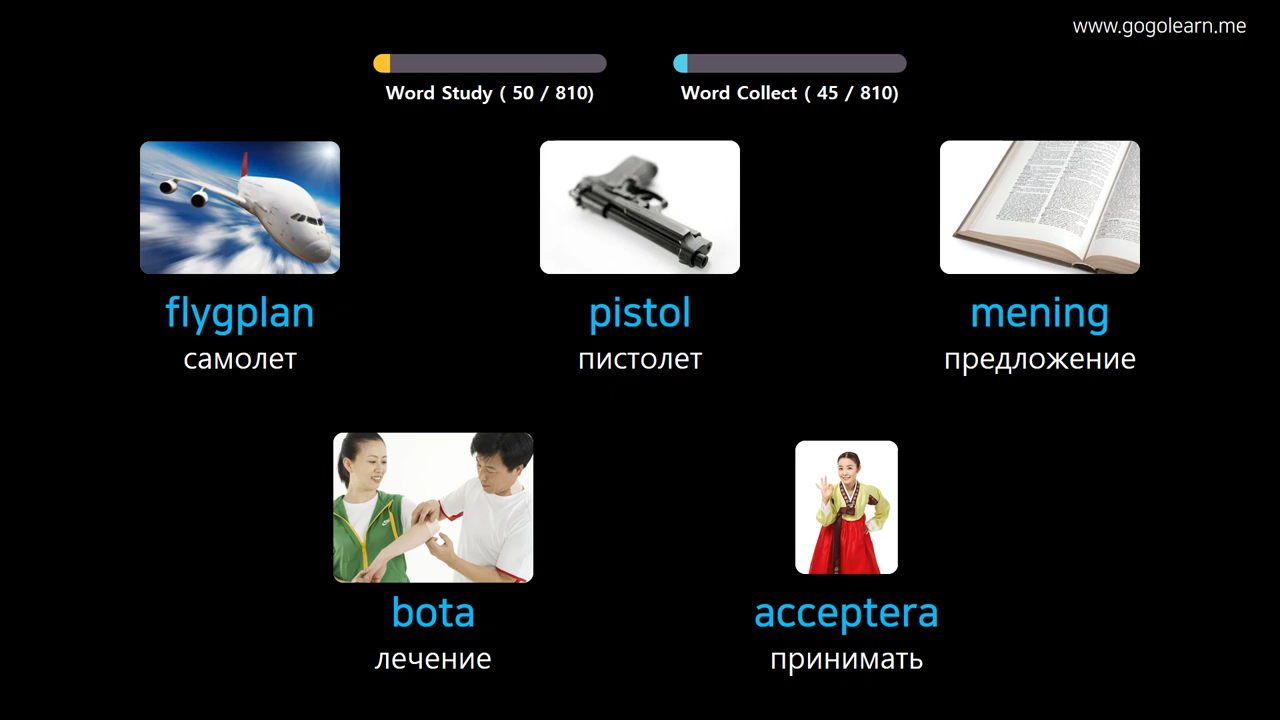 www.gogolearn.me
Word Study ( 50 / 810)
Word Collect ( 45 / 810)
flygplan
самолет
pistol
пистолет
mening
предложение
bota
лечение
acceptera
принимать